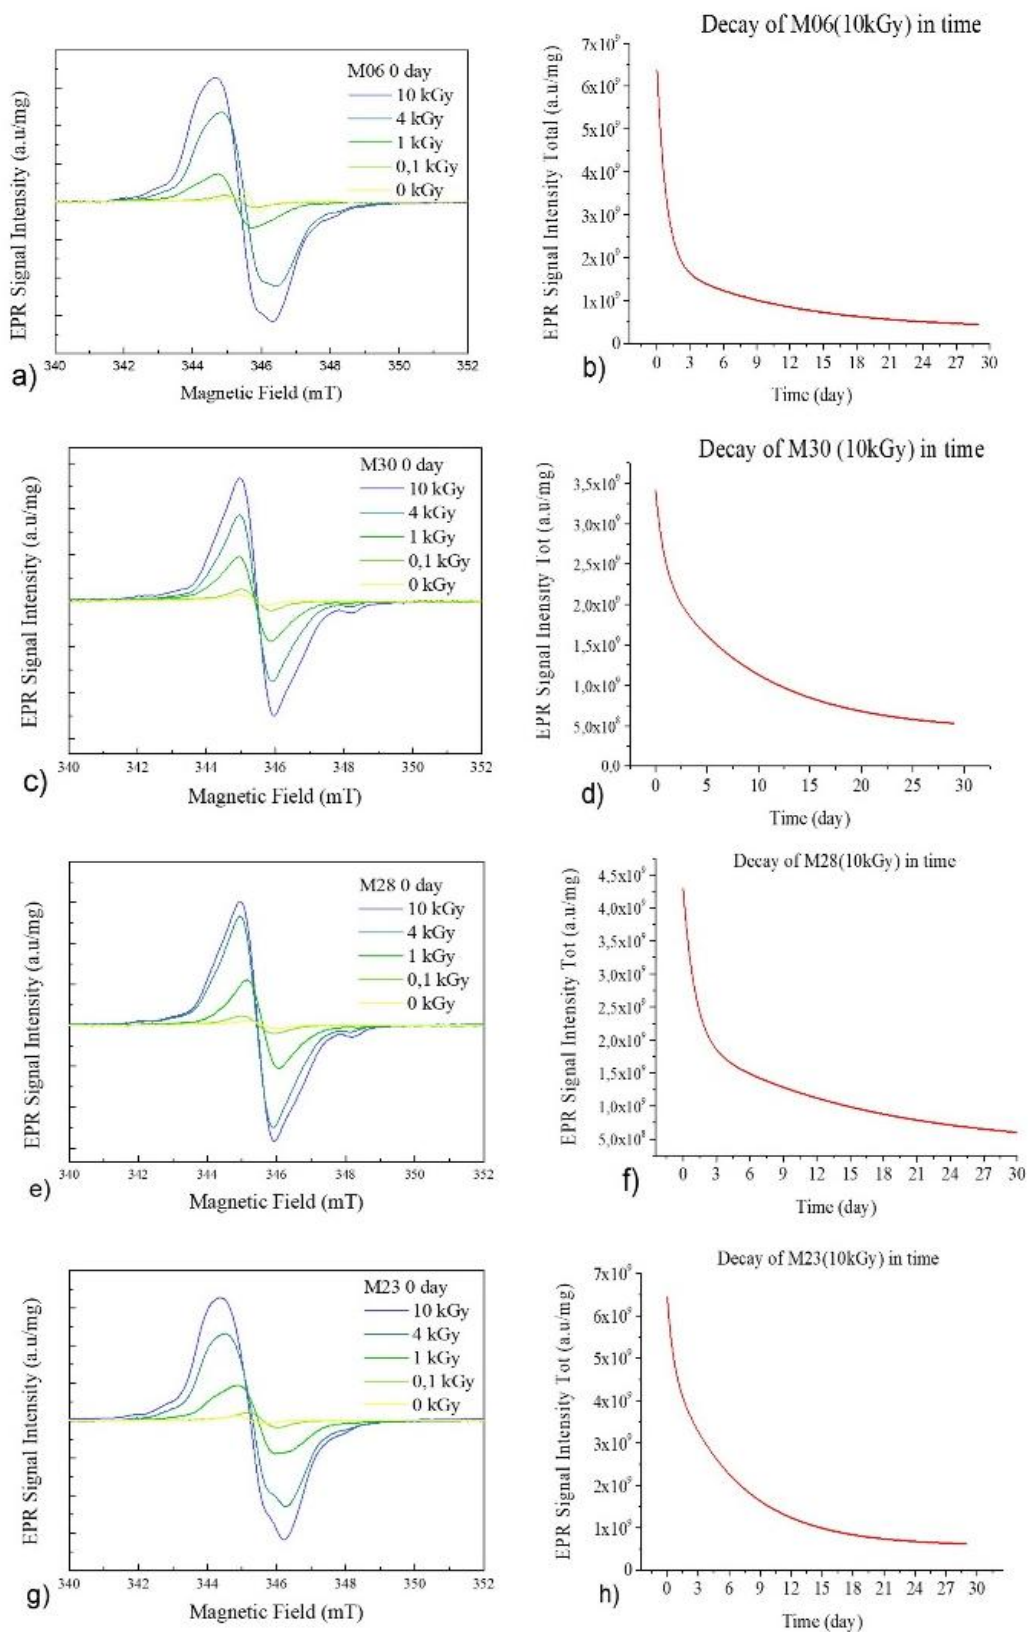 EPR Signal Intensity (a.u/mg)
M06 0 day
10 kGy
4 kGy
1 kGy
0,1 kGy
0 kGy
340 342 344 346 348 350 352
Magnetic Field (mT)
a)
Decay of M06(10kGy) in time
EPR Signal Intensity Total (a.u/mg)
7x10⁹
6x10⁹
5x10⁹
4x10⁹
3x10⁹
2x10⁹
1x10⁹
0
0 3 6 9 12 15 18 21 24 27 30
Time (day)
b)
EPR Signal Intensity (a.u/mg)
M30 0 day
10 kGy
4 kGy
1 kGy
0,1 kGy
0 kGy
340 342 344 346 348 350 352
Magnetic Field (mT)
c)
Decay of M30 (10kGy) in time
EPR Signal Inensity Tot (a.u/mg)
3,5x10⁹
3,0x10⁹
2,5x10⁹
2,0x10⁹
1,5x10⁹
1,0x10⁹
5,0x10⁸
0,0
0 5 10 15 20 25 30
Time (day)
d)
EPR Signal Intensity (a.u/mg)
M28 0 day
10 kGy
4 kGy
1 kGy
0,1 kGy
0 kGy
340 342 344 346 348 350 352
Magnetic Field (mT)
e)
Decay of M28(10kGy) in time
EPR Signal Intensity Tot (a.u/mg)
4,5x10⁹
4,0x10⁹
3,5x10⁹
3,0x10⁹
2,5x10⁹
2,0x10⁹
1,5x10⁹
1,0x10⁹
5,0x10⁸
0 3 6 9 12 15 18 21 24 27 30
Time (day)
f)
EPR Signal Intensity (a.u/mg)
M23 0 day
10 kGy
4 kGy
1 kGy
0,1 kGy
0 kGy
340 342 344 346 348 350 352
Magnetic Field (mT)
g)
Decay of M23(10kGy) in time
EPR Signal Intensity Tot (a.u/mg)
7x10⁹
6x10⁹
5x10⁹
4x10⁹
3x10⁹
2x10⁹
1x10⁹
0
0 3 6 9 12 15 18 21 24 27 30
Time (day)
h)